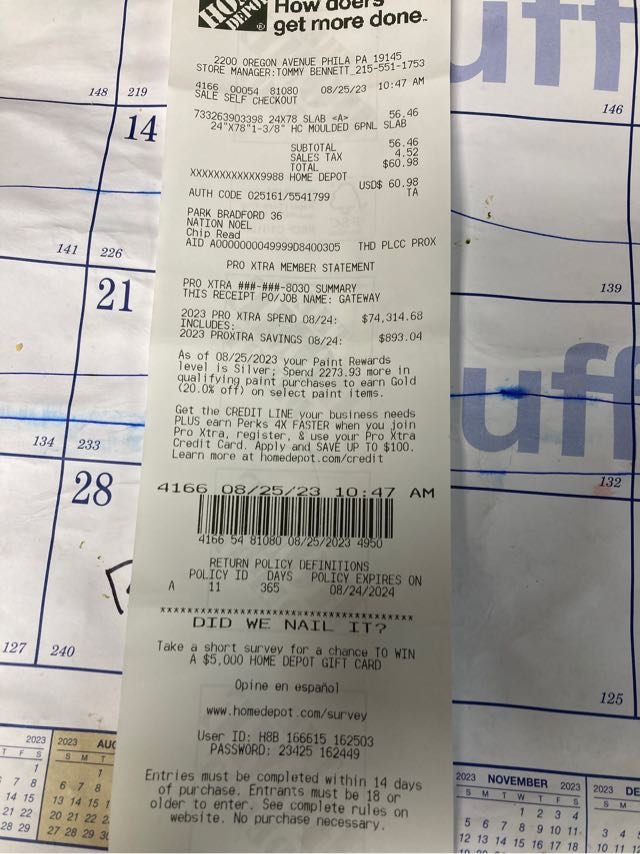 How doers
get more done.
2200 OREGON AVENUE PHILA PA 19145
STORE MANAGER:TOMMY BENNETT 215-551-1753
4166 00054 81080 08/25/23 10:47 AM
SALE SELF CHECKOUT
733263903398 24X78 SLAB <A> 56.46
24"X78"1-3/8" HC MOULDED 6PNL SLAB
SUBTOTAL 56.46
SALES TAX 4.52
TOTAL $60.98
XXXXXXXXXXXX9988 HOME DEPOT
USD$ 60.98
AUTH CODE 025161/5541799 TA
PARK BRADFORD 36
NATION NOEL
Chip Read
AID A0000000049999D8400305 THD PLCC PROX
PRO XTRA MEMBER STATEMENT
PRO XTRA ###-###-8030 SUMMARY
THIS RECEIPT PO/JOB NAME: GATEWAY
2023 PRO XTRA SPEND 08/24: $74,314.68
INCLUDES:
2023 PROXTRA SAVINGS 08/24: $893.04
As of 08/25/2023 your Paint Rewards
level is Silver; Spend 2273.93 more in
qualifying paint purchases to earn Gold
(20.0% off) on select paint items.
Get the CREDIT LINE your business needs
PLUS earn Perks 4X FASTER when you join
Pro Xtra, register, & use your Pro Xtra
Credit Card. Apply and SAVE UP TO $100.
Learn more at homedepot.com/credit
4166 08/25/23 10:47 AM
4166 54 81080 08/25/2023 4950
RETURN POLICY DEFINITIONS
POLICY ID DAYS POLICY EXPIRES ON
A 11 365 08/24/2024
DID WE NAIL IT?
Take a short survey for a chance TO WIN
A $5,000 HOME DEPOT GIFT CARD
Opine en español
www.homedepot.com/survey
User ID: H8B 166615 162503
PASSWORD: 23425 162449
Entries must be completed within 14 days
of purchase. Entrants must be 18 or
older to enter. See complete rules on
website. No purchase necessary.
148 219
14
141 226
21
134 233
28
127 240
uff
146
139
uff
132
125
2023
T F S
1
7 8
14 15
21 22
28 29
2023 AUG
S M T
1
6 7 8
13 14 15
20 21 22
27 28 29
2023 NOVEMBER 2023
S M T W T F S
1 2 3 4
5 6 7 8 9 10 11
12 13 14 15 16 17 18
2023 DE
S M
3 4